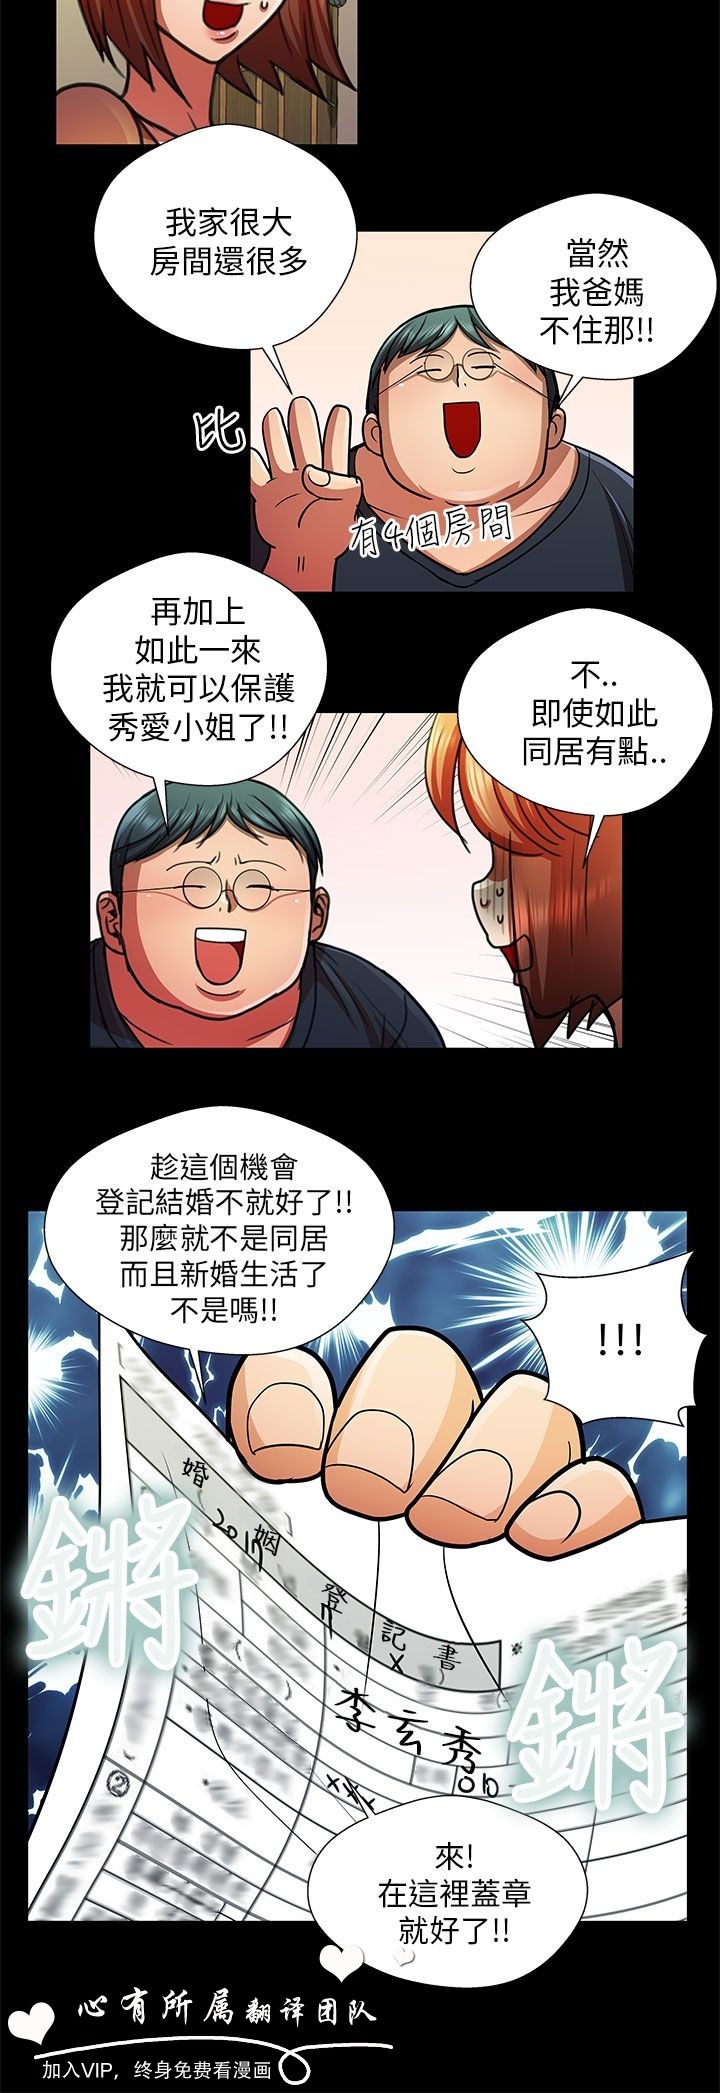 我家很大
房間還很多
當然
我爸媽
不住那!!
比
有4個房間
再加上
如此一來
我就可以保護
秀愛小姐了!!
不..
即使如此
同居有點..
趁這個機會
登記結婚不就好了!!
那麼就不是同居
而且新婚生活了
不是嗎!!
!!!
婚姻登記書
鏘
鏘
李玄秀
②
來!
在這裡蓋章
就好了!!
心有所属翻译团队
加入VIP，终身免费看漫画